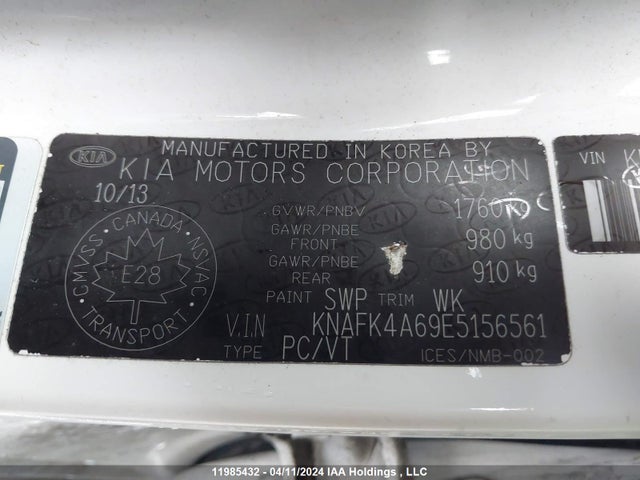 MANUFACTURED IN KOREA BY
KIA KIA MOTORS CORPORATION
10/13
GVWR/PNBV 1760
GAWR/PNBE FRONT 980 kg
GAWR/PNBE REAR 910 kg
CMVSS CANADA NSVAC
E28
TRANSPORT
PAINT SWP TRIM WK
V.I.N KNAFK4A69E5156561
TYPE PC/VT
ICES/NMB-002
VIN
11985432 - 04/11/2024 IAA Holdings , LLC